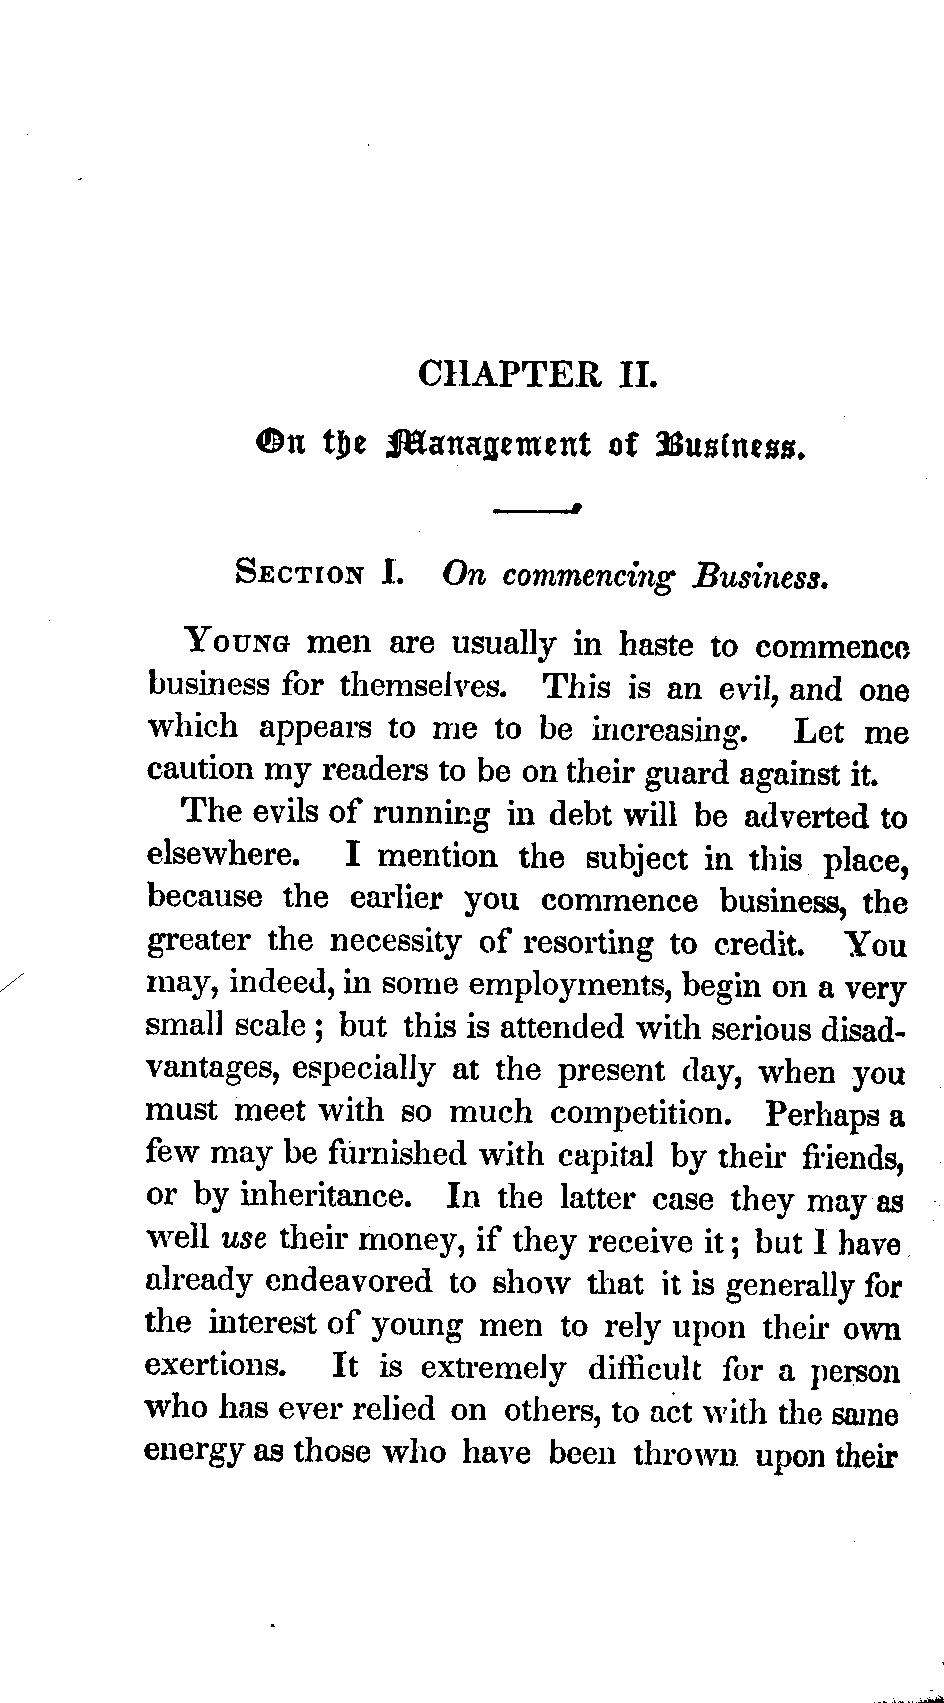 CHAPTER II.
On the Management of Business.
SECTION I. On commencing Business.
YOUNG men are usually in haste to commence
business for themselves. This is an evil, and one
which appears to me to be increasing. Let me
caution my readers to be on their guard against it.
The evils of running in debt will be adverted to
elsewhere. I mention the subject in this place,
because the earlier you commence business, the
greater the necessity of resorting to credit. You
may, indeed, in some employments, begin on a very
small scale; but this is attended with serious disad-
vantages, especially at the present day, when you
must meet with so much competition. Perhaps a
few may be furnished with capital by their friends,
or by inheritance. In the latter case they may as
well use their money, if they receive it; but I have
already endeavored to show that it is generally for
the interest of young men to rely upon their own
exertions. It is extremely difficult for a person
who has ever relied on others, to act with the same
energy as those who have been thrown upon their